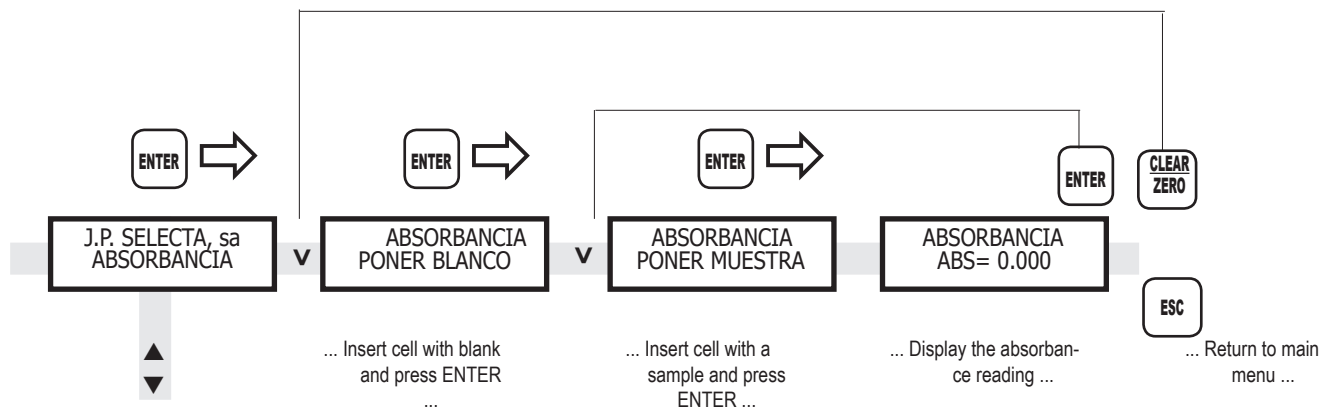 ENTER
ENTER
ENTER
ENTER
CLEAR
ZERO
J.P. SELECTA, sa
ABSORBANCIA
v
ABSORBANCIA
PONER BLANCO
v
ABSORBANCIA
PONER MUESTRA
ABSORBANCIA
ABS= 0.000
ESC
... Insert cell with blank
and press ENTER
...
... Insert cell with a
sample and press
ENTER ...
... Display the absorban-
ce reading ...
... Return to main
menu ...